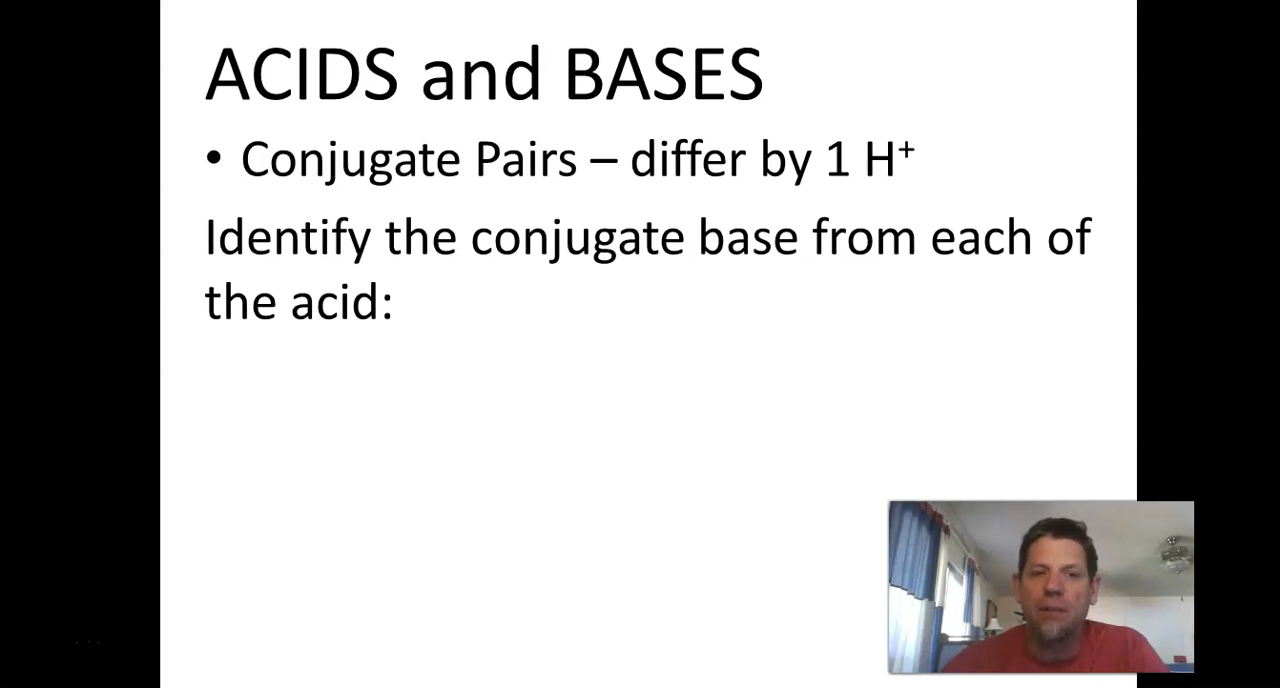 ACIDS and BASES
• Conjugate Pairs – differ by 1 H⁺
Identify the conjugate base from each of
the acid: